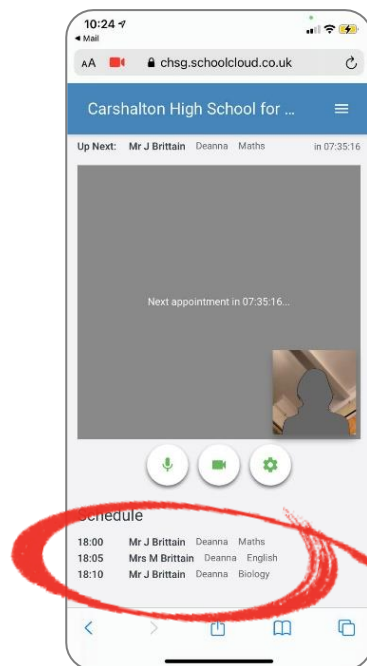 10:24
Mail
AA chsg.schoolcloud.co.uk
Carshalton High School for ...
Up Next: Mr J Brittain Deanna Maths in 07:35:16
Next appointment in 07:35:16...
Schedule
18:00 Mr J Brittain Deanna Maths
18:05 Mrs M Brittain Deanna English
18:10 Mr J Brittain Deanna Biology